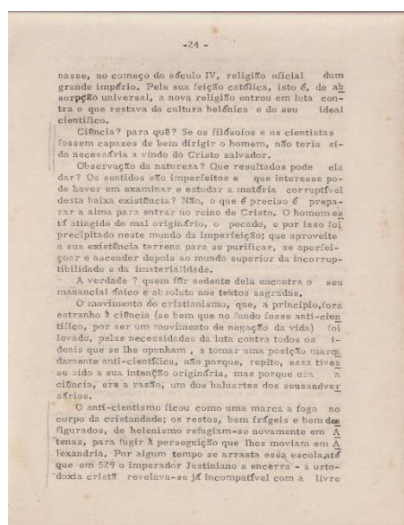 -24 -
nasse, ao começo do século IV, religião oficial dum
grande império. Pela sua feição católica, isto é, de ab
sorpção universal, a nova religião entrou em luta con-
tra o que restava da cultura helénica e do seu ideal
científico.
Ciência? para quê? Se os filósofos e os cientistas
fossem capazes de bem dirigir o homem, não teria si-
do necessária a vinda do Cristo salvador.
Observação da natureza? Que resultados pode ela
dar? Os sentidos são imperfeitos e que interesse po-
de haver em examinar e estudar a matéria corruptível
desta baixa existência? Não, o que é preciso é prepa-
rar a alma para entrar no reino de Cristo. O homem es
tá atingido do mal originário, o pecado, e por isso foi
precipitado neste mundo da imperfeição; que aproveite
a sua existência terrena para se purificar, se aperfei-
çoar e ascender ao mundo superior da incorrup-
tibilidade e da imaterialidade.
A verdade ? quem fôr sedento dela encontra o seu
manancial único e absoluto nos textos sagrados.
O movimento do cristianismo, que, a princípio,fora
estranho à ciência (se bem que no fundo fosse anti-cien
tífico, por ser um movimento de negação da vida) foi
levado, pelas necessidades da luta contra todos os i-
deais que se lhe opunham , a tomar uma posição marca
damente anti-científica, não porque, repito, essa tives
se sido a sua intenção originária, mas porque era a
ciência, era a razão, um dos baluartes dos seusadver
sários.
O anti-cientismo ficou como uma marca a fogo no
corpo da cristandade; os restos, bem frágeis e bem des
figurados, de helenismo refugiam-se novamente em A
tenas, para fugir à perseguição que lhes moviam em A
lexandria. Por algum tempo se arrasta essa escola,até
que em 529 o imperador Justiniano a encerra - a orto-
doxia cristã revelava-se já incompatível com a livre